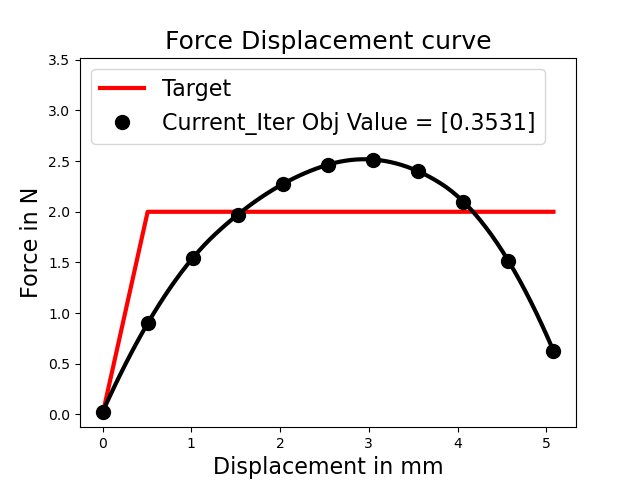 Force Displacement curve
Target
Current_Iter Obj Value = [0.3531]
3.5
3.0
2.5
2.0
1.5
1.0
0.5
0.0
Force in N
0 1 2 3 4 5
Displacement in mm